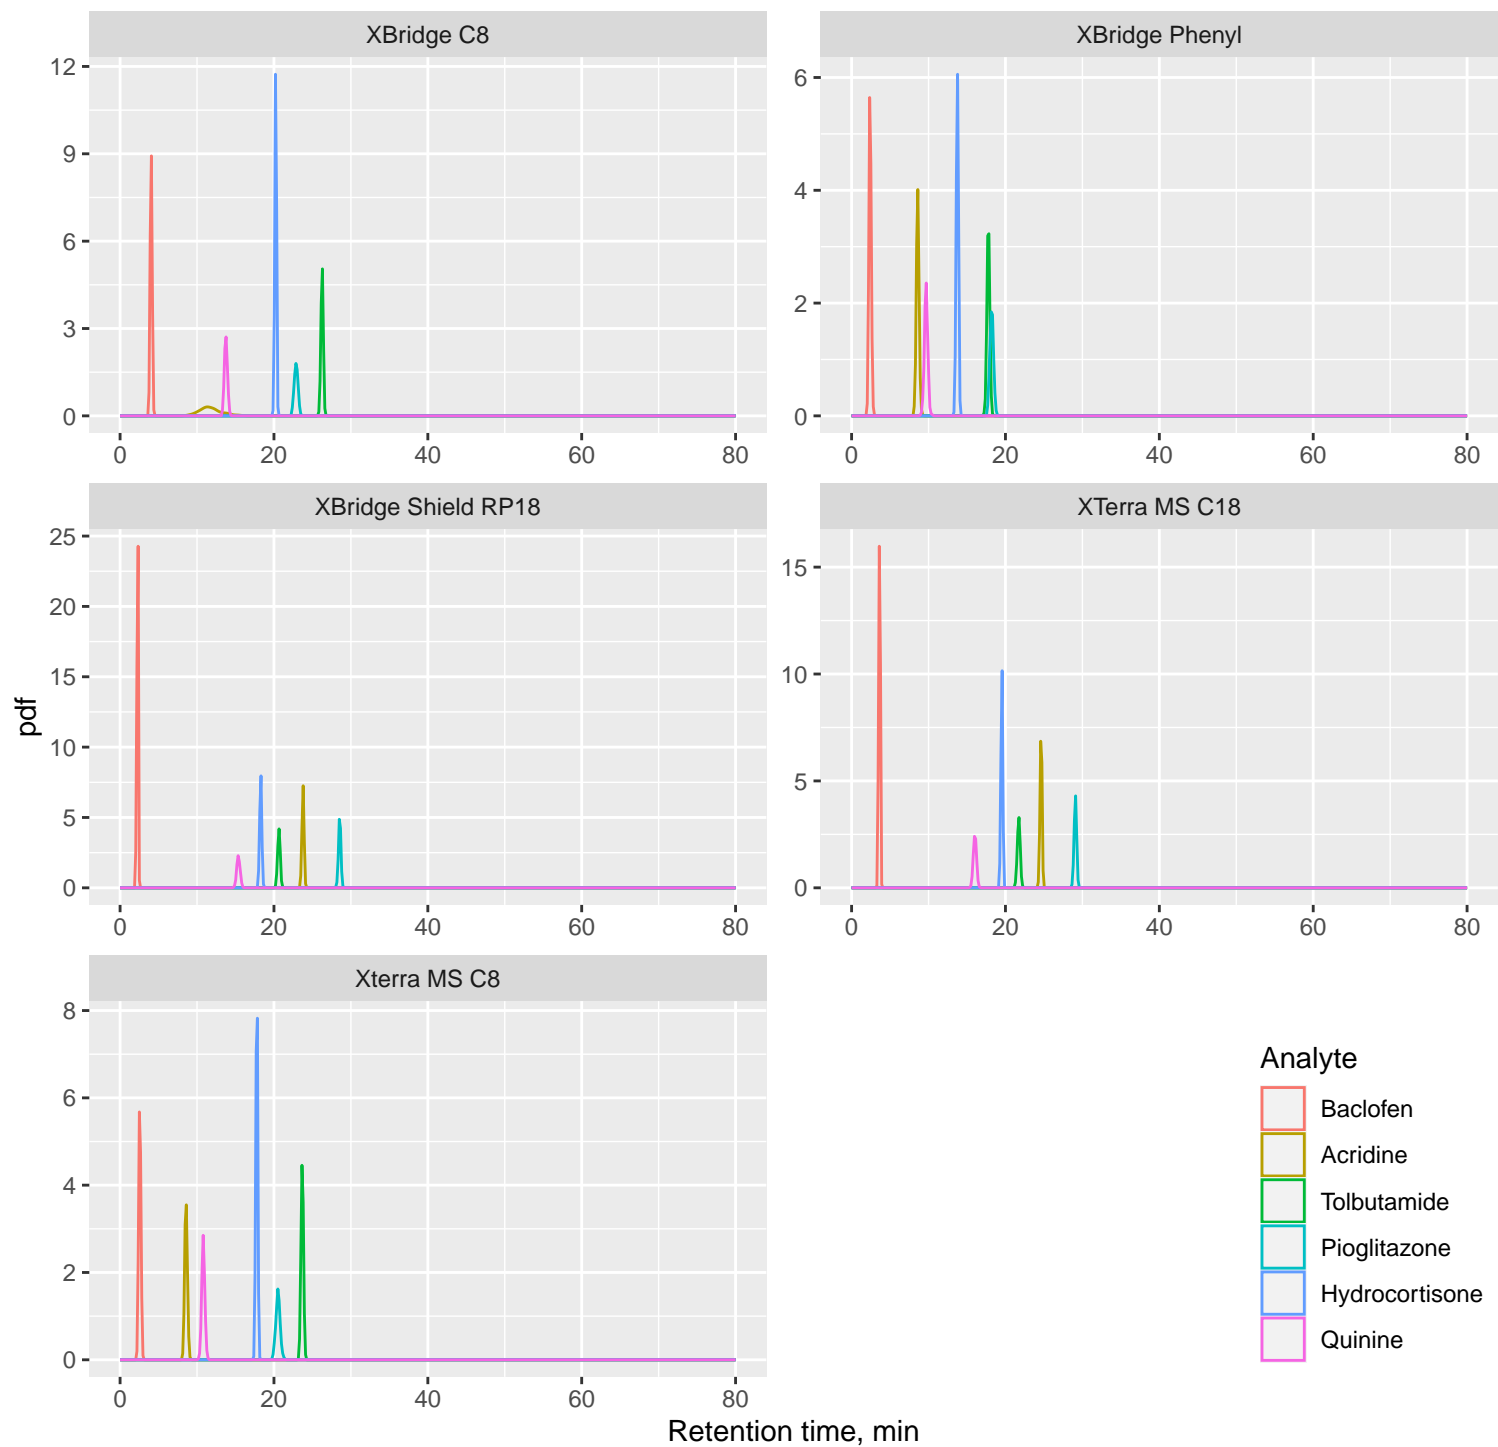 XBridge C8
XBridge Phenyl
12
9
6
3
0
0 20 40 60 80
6
4
2
0
0 20 40 60 80
XBridge Shield RP18
XTerra MS C18
25
20
15
10
5
0
0 20 40 60 80
15
10
5
0
0 20 40 60 80
pdf
Xterra MS C8
8
6
4
2
0
0 20 40 60 80
Retention time, min
Analyte
Baclofen
Acridine
Tolbutamide
Pioglitazone
Hydrocortisone
Quinine